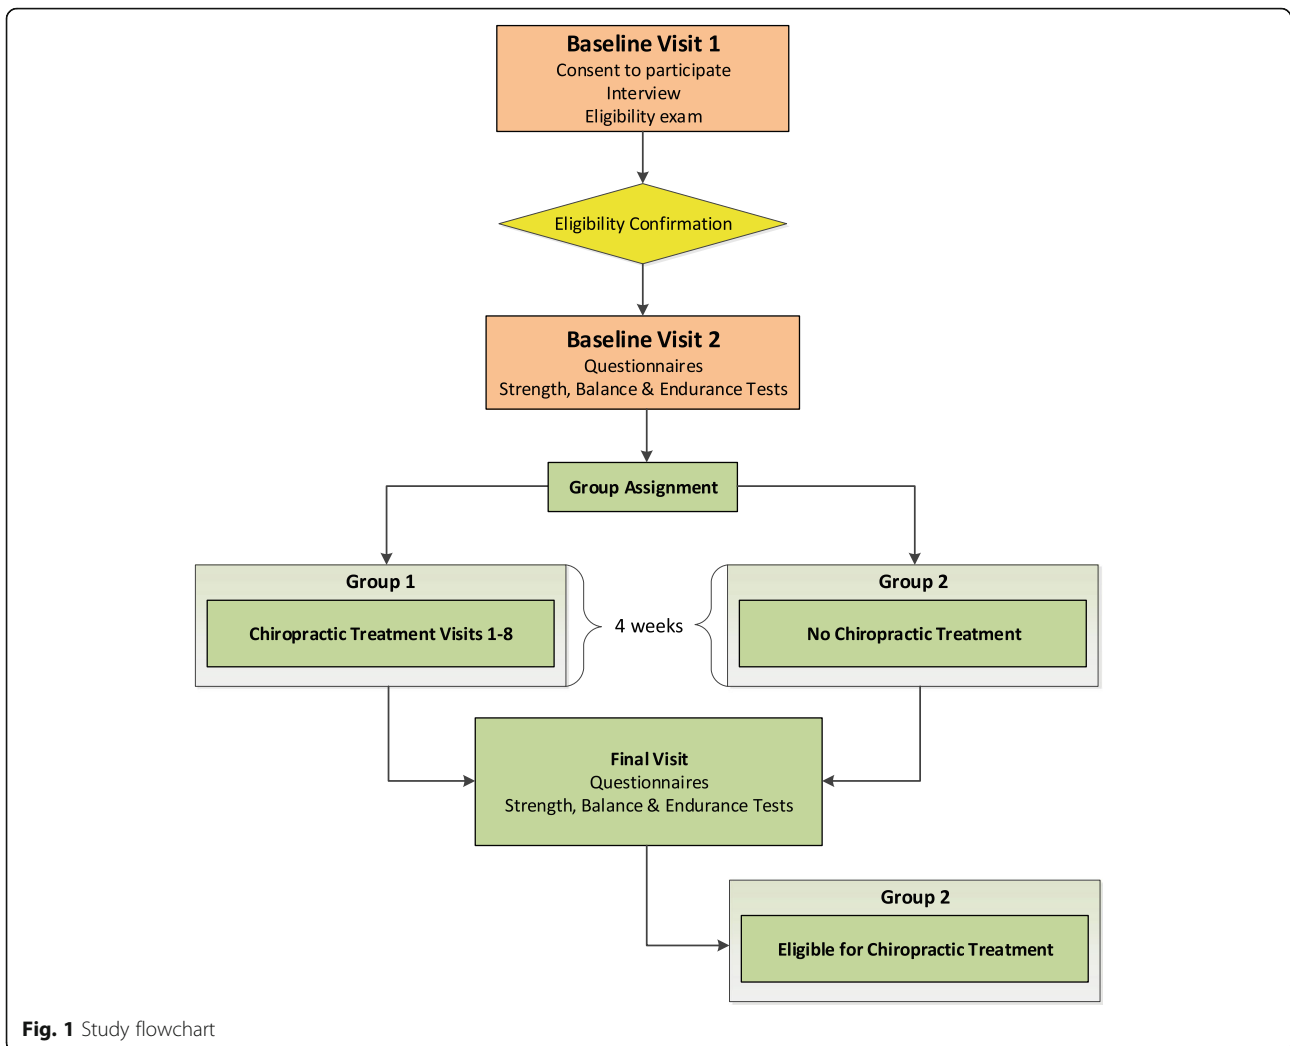 Baseline Visit 1
Consent to participate
Interview
Eligibility exam
Eligibility Confirmation
Baseline Visit 2
Questionnaires
Strength, Balance & Endurance Tests
Group Assignment
Group 1
Chiropractic Treatment Visits 1-8
4 weeks
Group 2
No Chiropractic Treatment
Final Visit
Questionnaires
Strength, Balance & Endurance Tests
Group 2
Eligible for Chiropractic Treatment
Fig. 1 Study flowchart